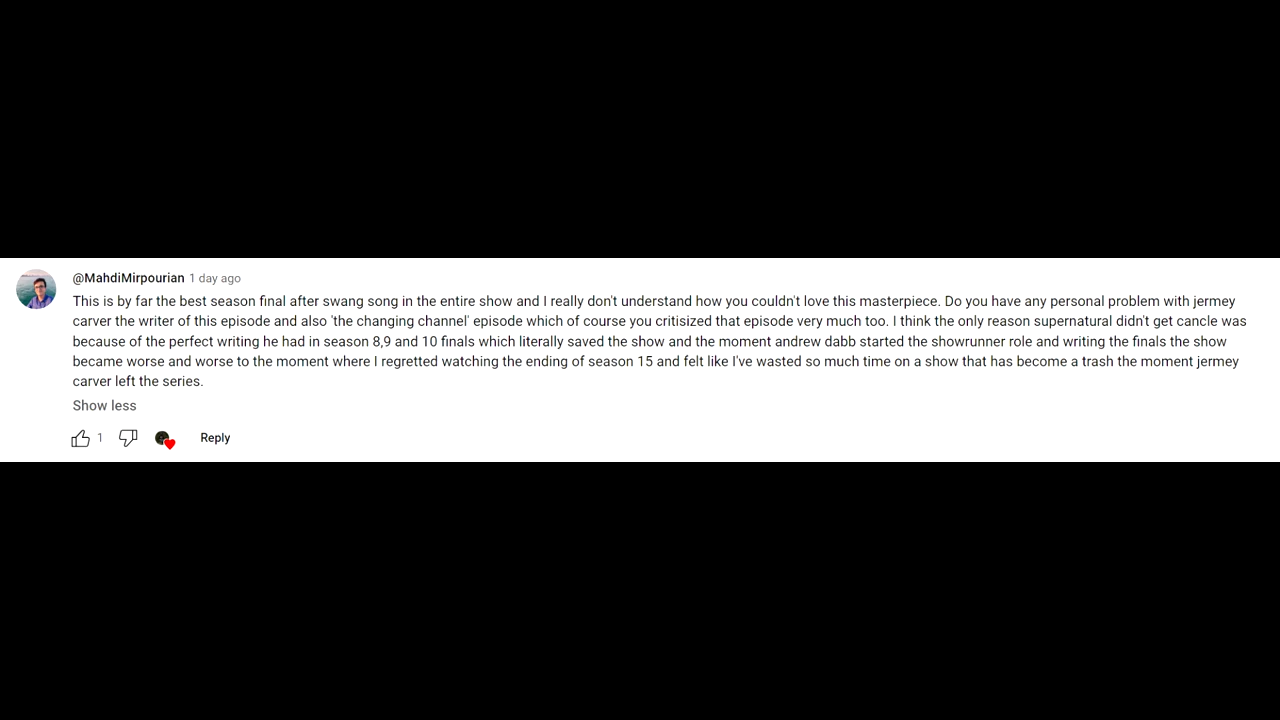 @MahdiMirpourian 1 day ago
This is by far the best season final after swang song in the entire show and I really don't understand how you couldn't love this masterpiece. Do you have any personal problem with jermey
carver the writer of this episode and also 'the changing channel' episode which of course you critisized that episode very much too. I think the only reason supernatural didn't get cancle was
because of the perfect writing he had in season 8,9 and 10 finals which literally saved the show and the moment andrew dabb started the showrunner role and writing the finals the show
became worse and worse to the moment where I regretted watching the ending of season 15 and felt like I've wasted so much time on a show that has become a trash the moment jermey
carver left the series.
Show less
1 Reply